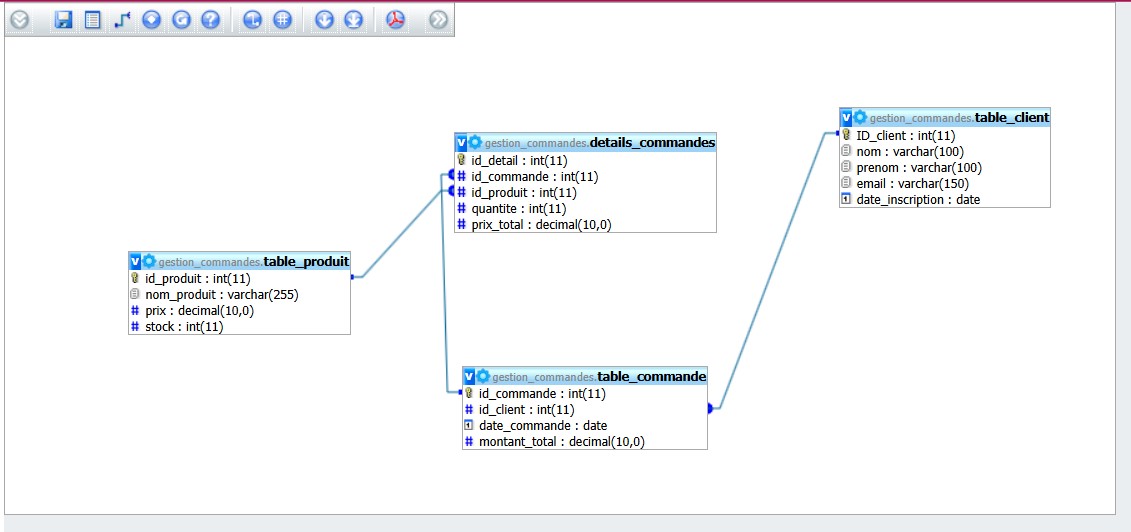 gestion_commandes.table_client
ID_client : int(11)
nom : varchar(100)
prenom : varchar(100)
email : varchar(150)
date_inscription : date
gestion_commandes.details_commandes
id_detail : int(11)
id_commande : int(11)
id_produit : int(11)
quantite : int(11)
prix_total : decimal(10,0)
gestion_commandes.table_produit
id_produit : int(11)
nom_produit : varchar(255)
prix : decimal(10,0)
stock : int(11)
gestion_commandes.table_commande
id_commande : int(11)
id_client : int(11)
date_commande : date
montant_total : decimal(10,0)